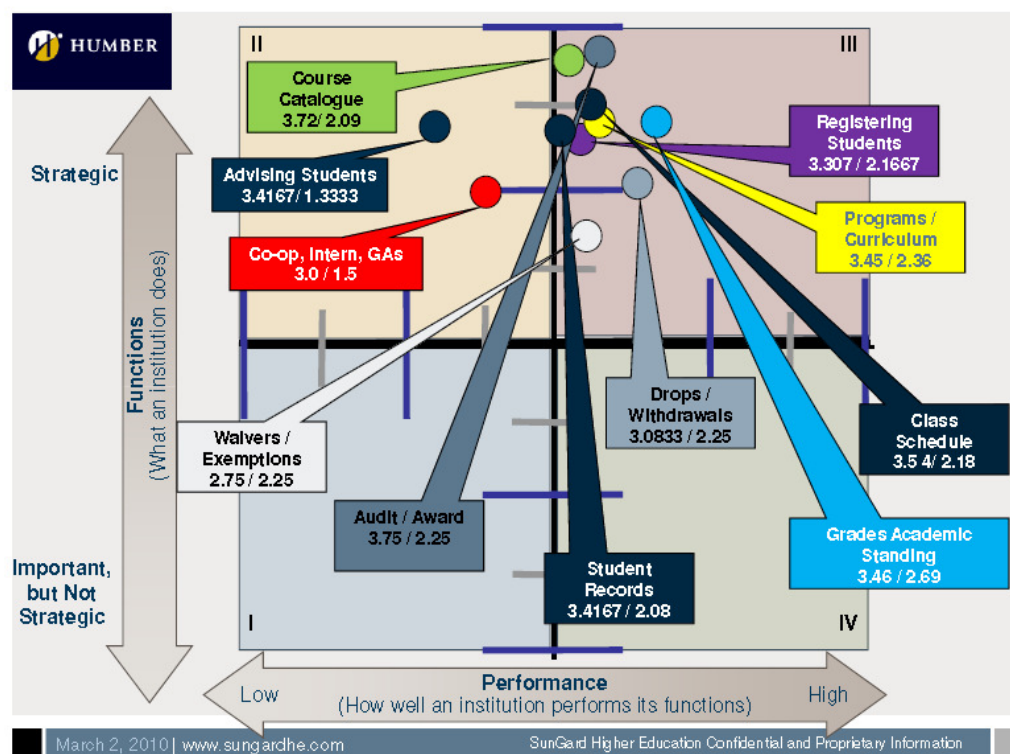 HUMBER
II
III
Course
Catalogue
3.72/ 2.09
Registering
Students
3.307 / 2.1667
Strategic
Advising Students
3.4167/ 1.3333
Programs /
Curriculum
3.45 / 2.36
Co-op, Intern, GAs
3.0 / 1.5
Functions
(What an institution does)
Drops /
Withdrawals
3.0833 / 2.25
Class
Schedule
3.5 4/ 2.18
Waivers /
Exemptions
2.75 / 2.25
Audit / Award
3.75 / 2.25
Grades Academic
Standing
3.46 / 2.69
Student
Records
3.4167 / 2.08
Important,
but Not
Strategic
I
IV
Low
Performance
(How well an institution performs its functions)
High
March 2, 2010 | www.sungardhe.com
SunGard Higher Education Confidential and Proprietary Information